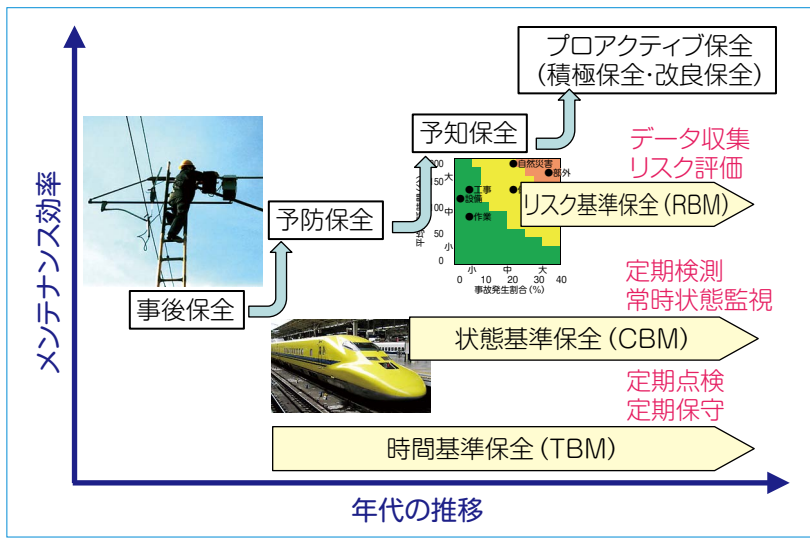 メンテナンス効率
プロアクティブ保全
(積極保全・改良保全)
予知保全
予防保全
事後保全
データ収集
リスク評価
リスク基準保全(RBM)
定期検測
常時状態監視
状態基準保全(CBM)
定期点検
定期保守
時間基準保全(TBM)
大
中
小
150
100
50
0
自然災害
部外
工事
設備
作業
小 中 大
0 10 20 30 40
事故発生割合(%)
年代の推移